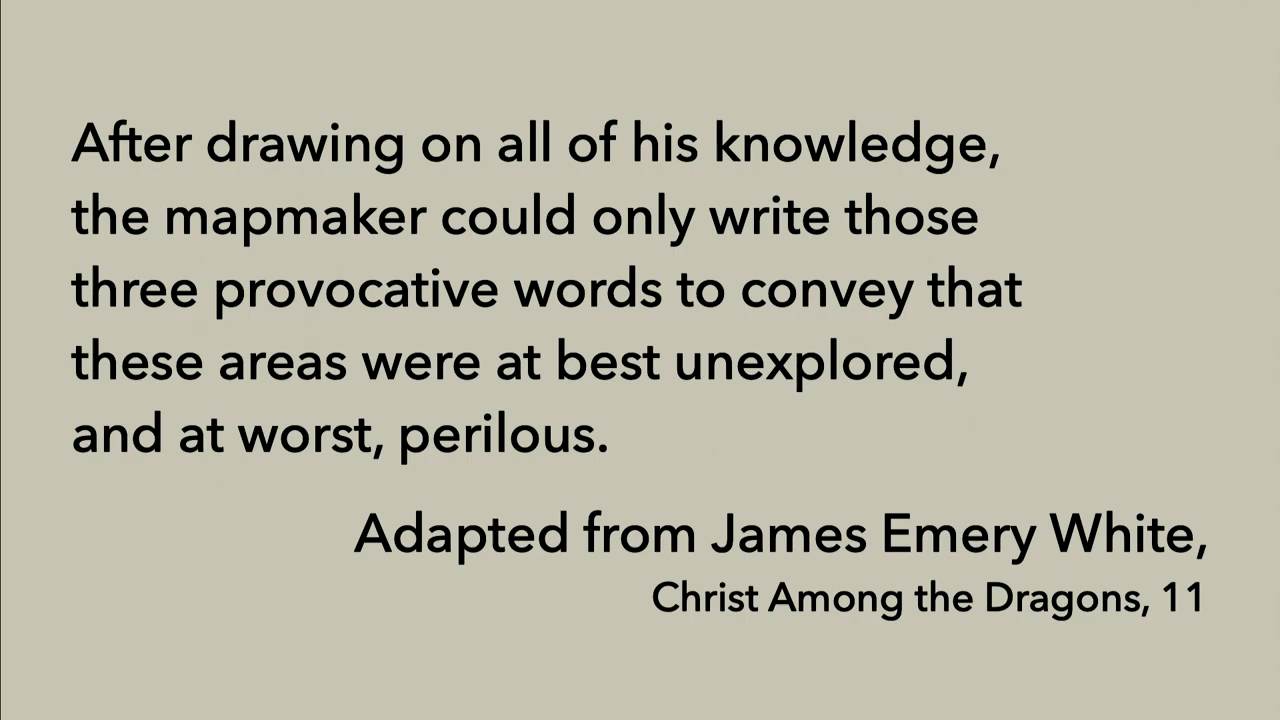 After drawing on all of his knowledge,
the mapmaker could only write those
three provocative words to convey that
these areas were at best unexplored,
and at worst, perilous.
Adapted from James Emery White,
Christ Among the Dragons, 11